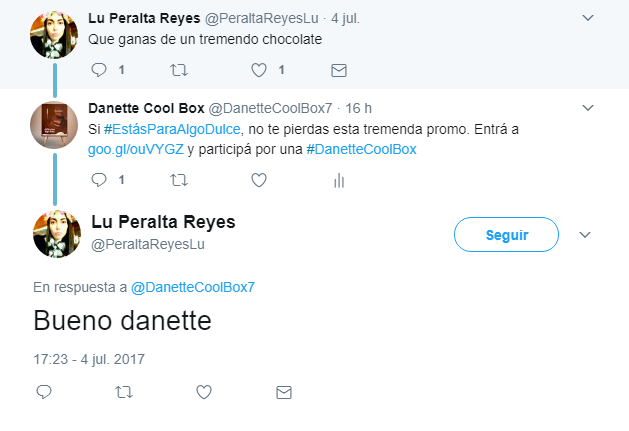 Lu Peralta Reyes @PeraltaReyesLu · 4 jul.
Que ganas de un tremendo chocolate
1 1
Danette Cool Box @DanetteCoolBox7 · 16 h
Si #EstásParaAlgoDulce, no te pierdas esta tremenda promo. Entrá a
goo.gl/ouVYGZ y participá por una #DanetteCoolBox
1
Lu Peralta Reyes
@PeraltaReyesLu
Seguir
En respuesta a @DanetteCoolBox7
Bueno danette
17:23 - 4 jul. 2017